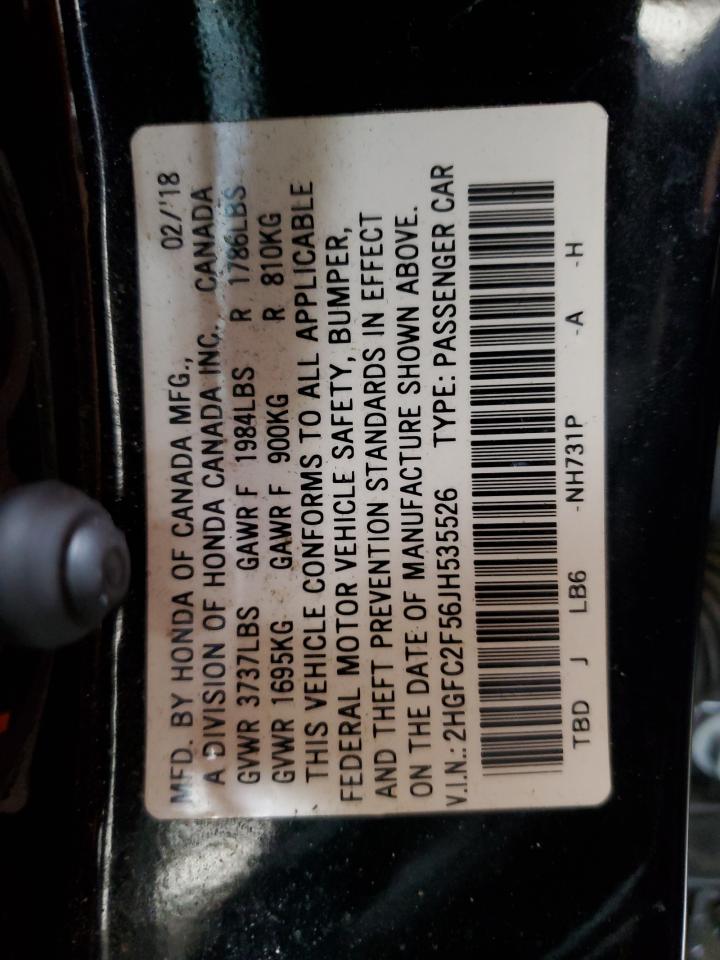 MFD. BY HONDA OF CANADA MFG., 02/'18
A DIVISION OF HONDA CANADA INC., CANADA
GVWR 3737LBS GAWR F 1984LBS R 1786LBS
GVWR 1695KG GAWR F 900KG R 810KG
THIS VEHICLE CONFORMS TO ALL APPLICABLE
FEDERAL MOTOR VEHICLE SAFETY, BUMPER,
AND THEFT PREVENTION STANDARDS IN EFFECT
ON THE DATE OF MANUFACTURE SHOWN ABOVE.
V.I.N.: 2HGFC2F56JH535526 TYPE: PASSENGER CAR
TBD J LB6 -NH731P -A -H